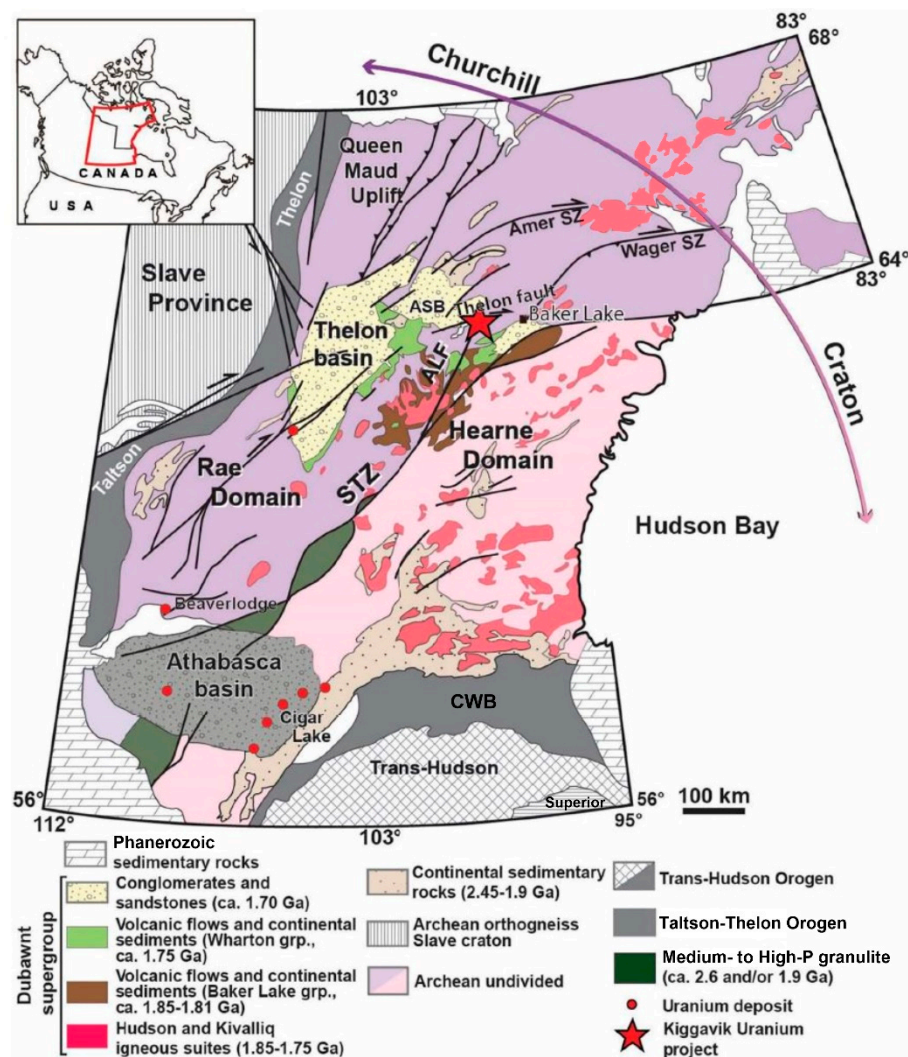 83°
68°
Churchill
103°
CANADA
USA
Queen
Maud
Uplift
Thelon
Amer SZ
Wager SZ
64°
83°
Slave
Province
ASB
Thelon fault
Baker Lake
Thelon
basin
ALF
Craton
Hearne
Domain
Rae
Domain
STZ
Taltson
Hudson Bay
Beaverlodge
Athabasca
basin
Cigar
Lake
CWB
Trans-Hudson
Superior
56°
56°
100 km
112°
103°
95°
Phanerozoic
sedimentary rocks
Dubawnt
supergroup
Conglomerates and
sandstones (ca. 1.70 Ga)
Volcanic flows and continental
sediments (Wharton grp.,
ca. 1.75 Ga)
Volcanic flows and continental
sediments (Baker Lake grp.,
ca. 1.85-1.81 Ga)
Hudson and Kivalliq
igneous suites (1.85-1.75 Ga)
Continental sedimentary
rocks (2.45-1.9 Ga)
Archean orthogneiss
Slave craton
Archean undivided
Trans-Hudson Orogen
Taltson-Thelon Orogen
Medium- to High-P granulite
(ca. 2.6 and/or 1.9 Ga)
Uranium deposit
Kiggavik Uranium
project